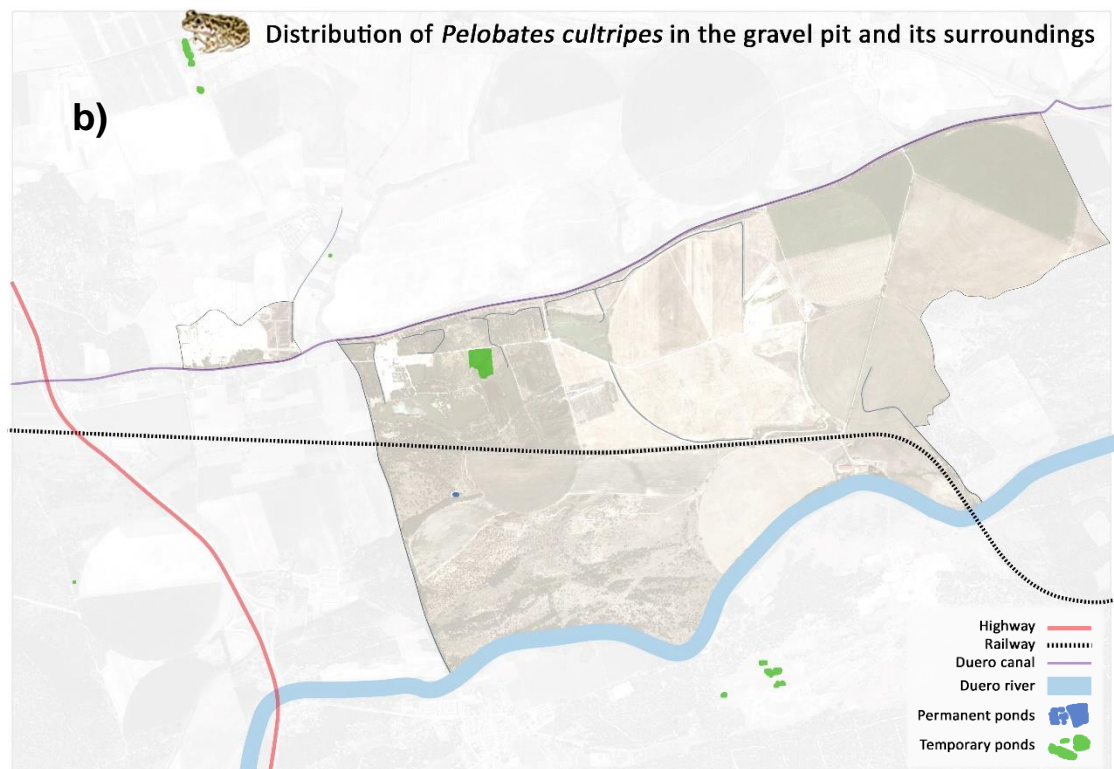 Distribution of Pelobates cultripes in the gravel pit and its surroundings
b)
Highway
Railway
Duero canal
Duero river
Permanent ponds
Temporary ponds